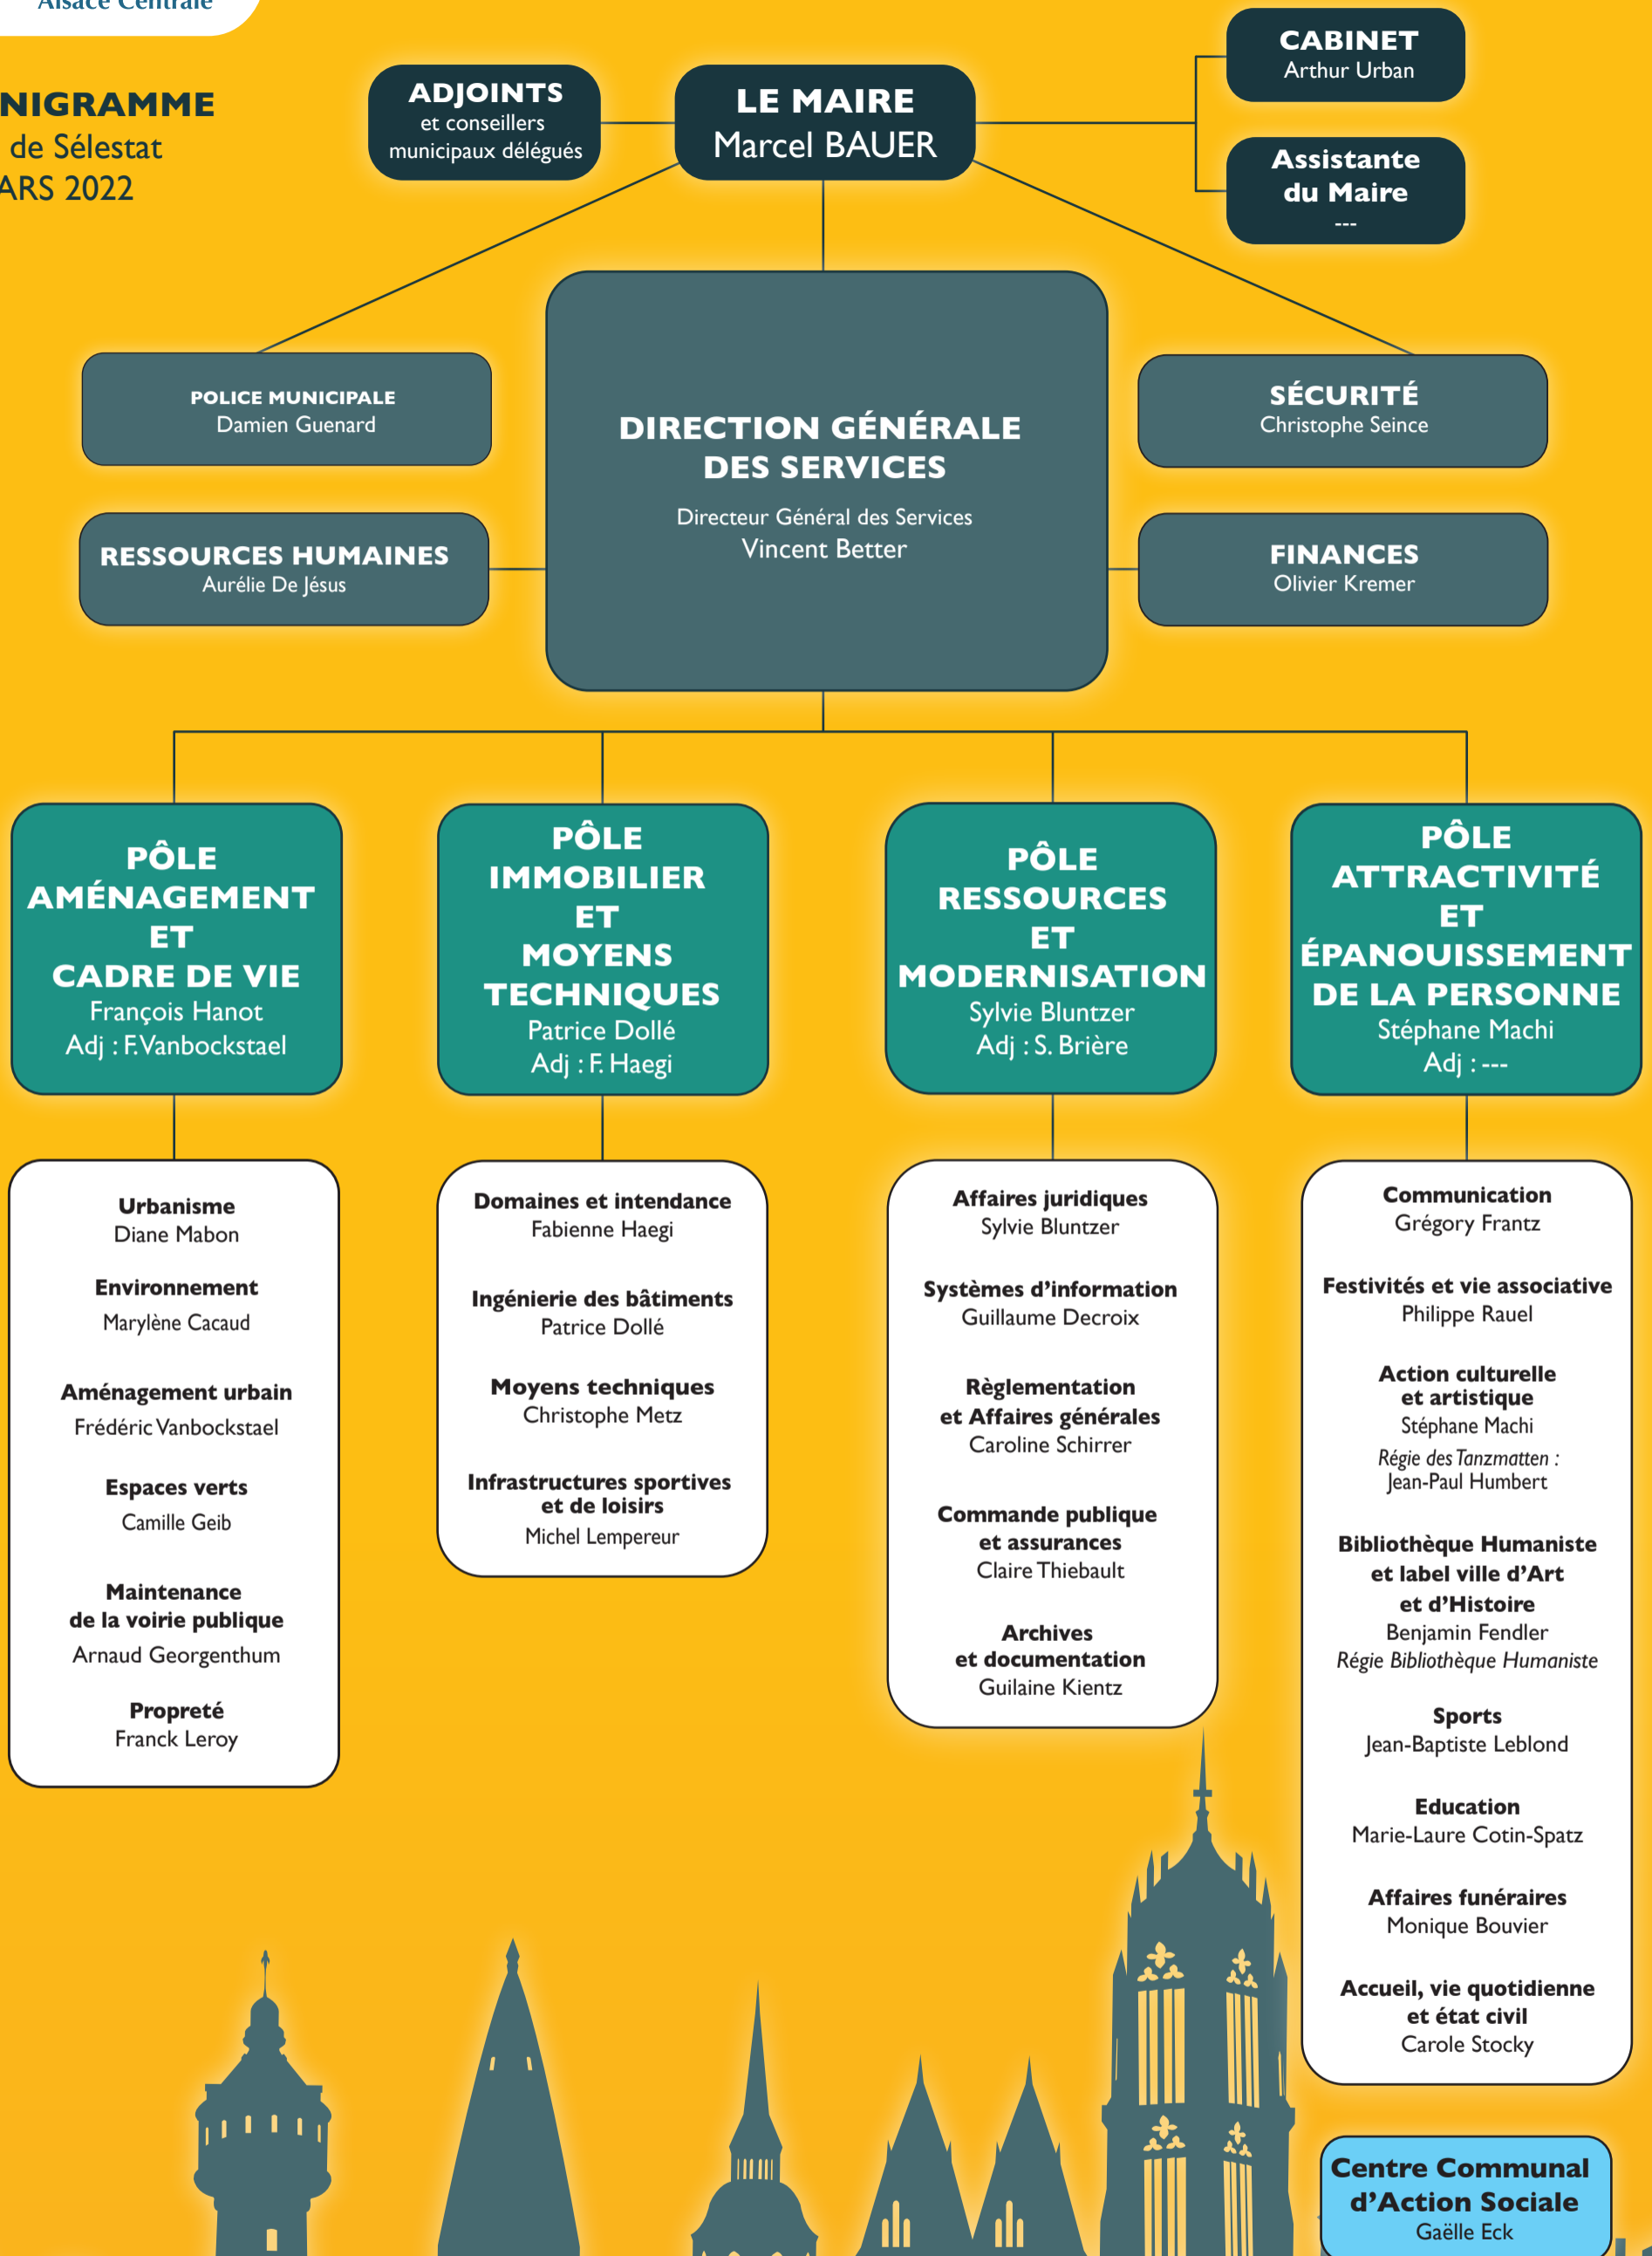 Alsace Centrale
NIGRAMME
de Sélestat
ARS 2022
ADJOINTS
et conseillers
municipaux délégués
LE MAIRE
Marcel BAUER
CABINET
Arthur Urban
Assistante
du Maire
---
POLICE MUNICIPALE
Damien Guenard
RESSOURCES HUMAINES
Aurélie De Jésus
DIRECTION GÉNÉRALE
DES SERVICES
Directeur Général des Services
Vincent Better
SÉCURITÉ
Christophe Seince
FINANCES
Olivier Kremer
PÔLE
AMÉNAGEMENT
ET
CADRE DE VIE
François Hanot
Adj : F. Vanbockstael
PÔLE
IMMOBILIER
ET
MOYENS
TECHNIQUES
Patrice Dollé
Adj : F. Haegi
PÔLE
RESSOURCES
ET
MODERNISATION
Sylvie Bluntzer
Adj : S. Brière
PÔLE
ATTRACTIVITÉ
ET
ÉPANOUISSEMENT
DE LA PERSONNE
Stéphane Machi
Adj : ---
Urbanisme
Diane Mabon
Environnement
Marylène Cacaud
Aménagement urbain
Frédéric Vanbockstael
Espaces verts
Camille Geib
Maintenance
de la voirie publique
Arnaud Georgenthum
Propreté
Franck Leroy
Domaines et intendance
Fabienne Haegi
Ingénierie des bâtiments
Patrice Dollé
Moyens techniques
Christophe Metz
Infrastructures sportives
et de loisirs
Michel Lempereur
Affaires juridiques
Sylvie Bluntzer
Systèmes d'information
Guillaume Decroix
Règlementation
et Affaires générales
Caroline Schirrer
Commande publique
et assurances
Claire Thiebault
Archives
et documentation
Guilaine Kientz
Communication
Grégory Frantz
Festivités et vie associative
Philippe Rauel
Action culturelle
et artistique
Stéphane Machi
Régie des Tanzmatten :
Jean-Paul Humbert
Bibliothèque Humaniste
et label ville d'Art
et d'Histoire
Benjamin Fendler
Régie Bibliothèque Humaniste
Sports
Jean-Baptiste Leblond
Education
Marie-Laure Cotin-Spatz
Affaires funéraires
Monique Bouvier
Accueil, vie quotidienne
et état civil
Carole Stocky
Centre Communal
d'Action Sociale
Gaëlle Eck